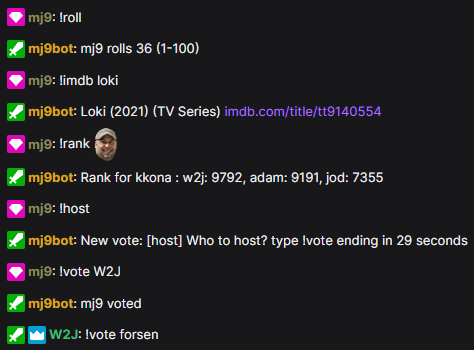 mj9: !roll
mj9bot: mj9 rolls 36 (1-100)
mj9: !imdb loki
mj9bot: Loki (2021) (TV Series) imdb.com/title/tt9140554
mj9: !rank
mj9bot: Rank for kkona : w2j: 9792, adam: 9191, jod: 7355
mj9: !host
mj9bot: New vote: [host] Who to host? type !vote ending in 29 seconds
mj9: !vote W2J
mj9bot: mj9 voted
W2J: !vote forsen